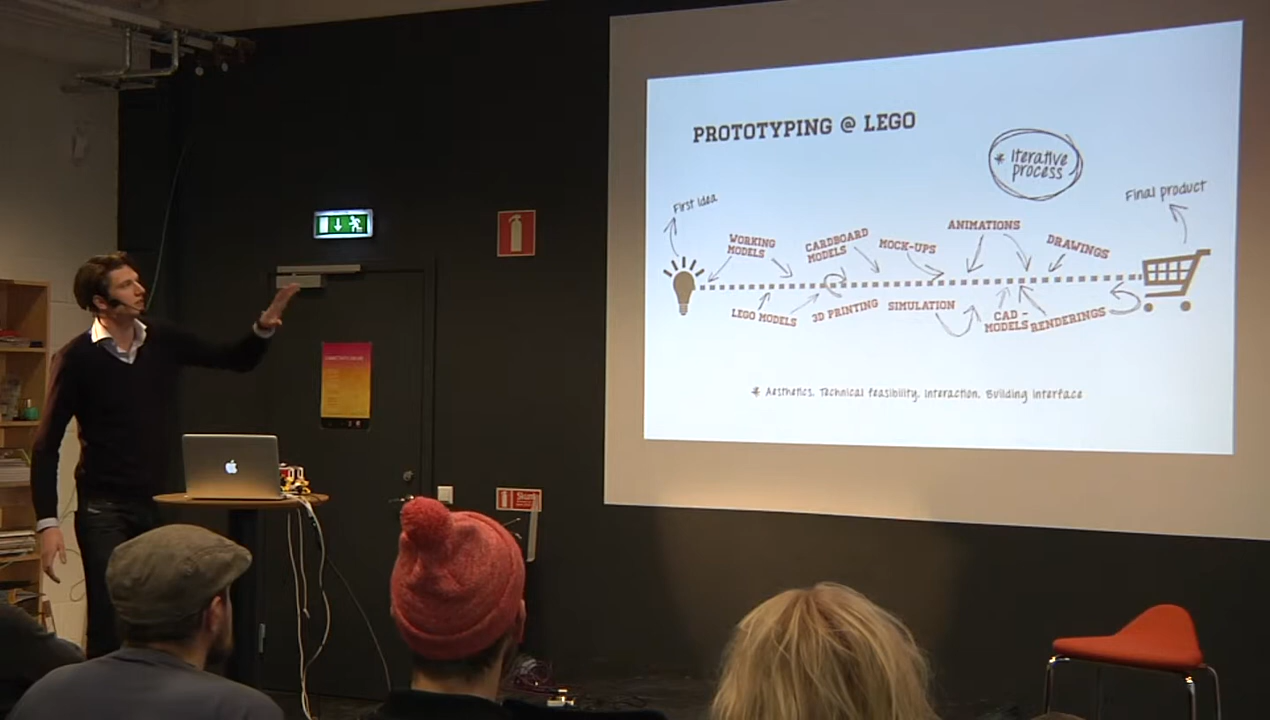 PROTOTYPING @ LEGO
* Iterative
process
First idea
Final product
WORKING
MODELS
CARDBOARD
MODELS
MOCK-UPS
ANIMATIONS
DRAWINGS
LEGO MODELS
3D PRINTING
SIMULATION
CAD -
MODELS
RENDERINGS
* Aesthetics, Technical feasibility, Interaction, Building interface